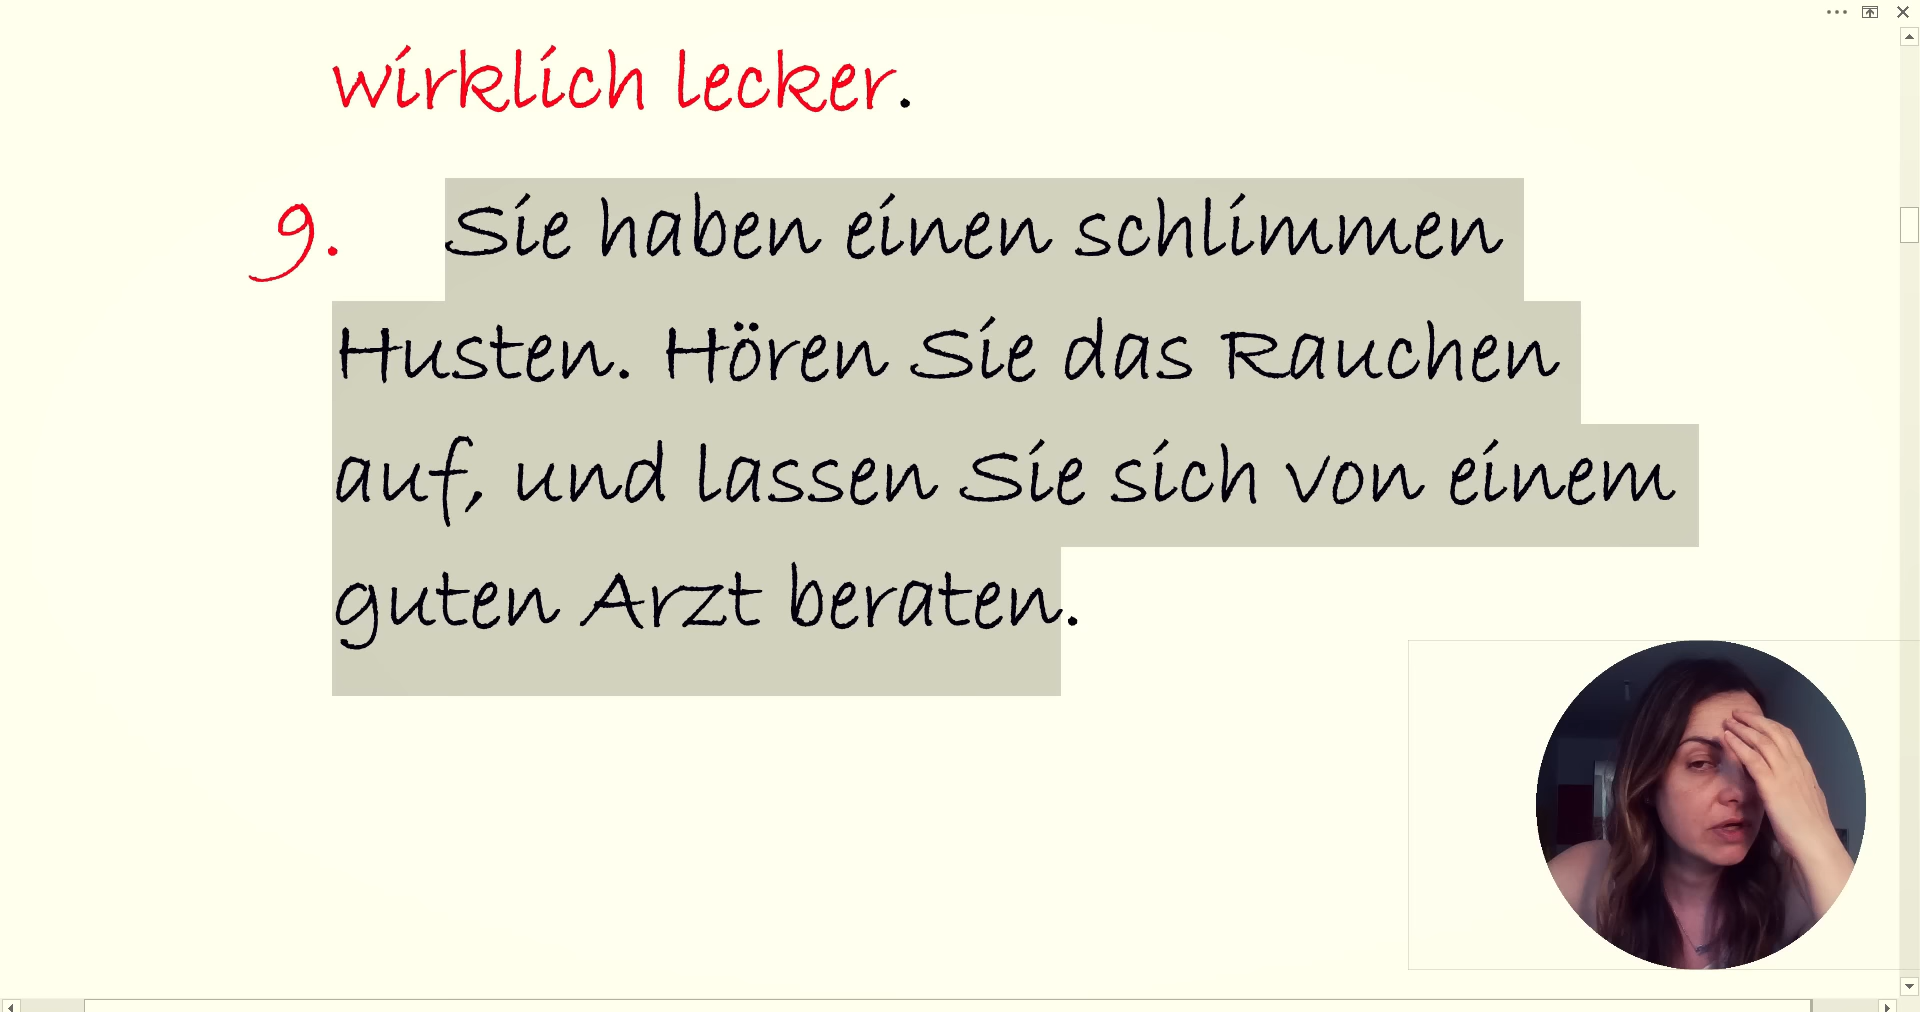 wirklich lecker.
9. Sie haben einen schlimmen
Husten. Hören Sie das Rauchen
auf, und lassen Sie sich von einem
guten Arzt beraten.